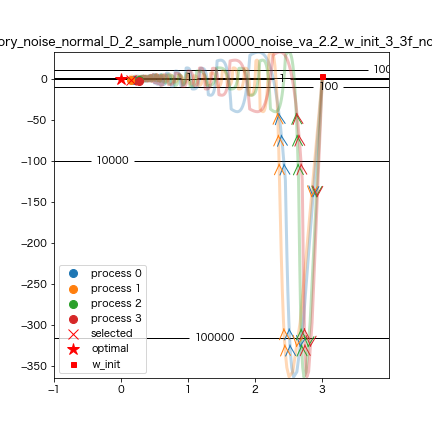 ory_noise_normal_D_2_sample_num10000_noise_va_2.2_w_init_3_3f_no
100
0
1
1
100
−50
−100
10000
−150
−200
−250
process 0
process 1
process 2
process 3
selected
optimal
w_init
−300
100000
−350
−1
0
1
2
3